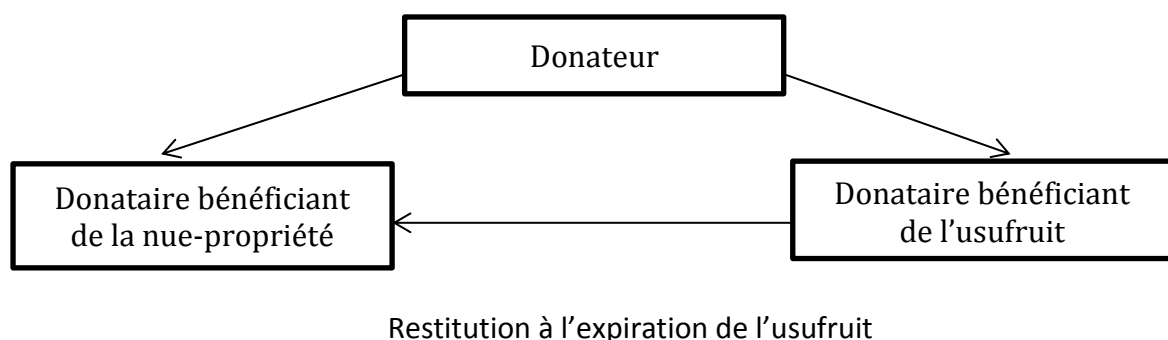 Donateur
Donataire bénéficiant
de la nue-propriété
Donataire bénéficiant
de l’usufruit
Restitution à l’expiration de l’usufruit